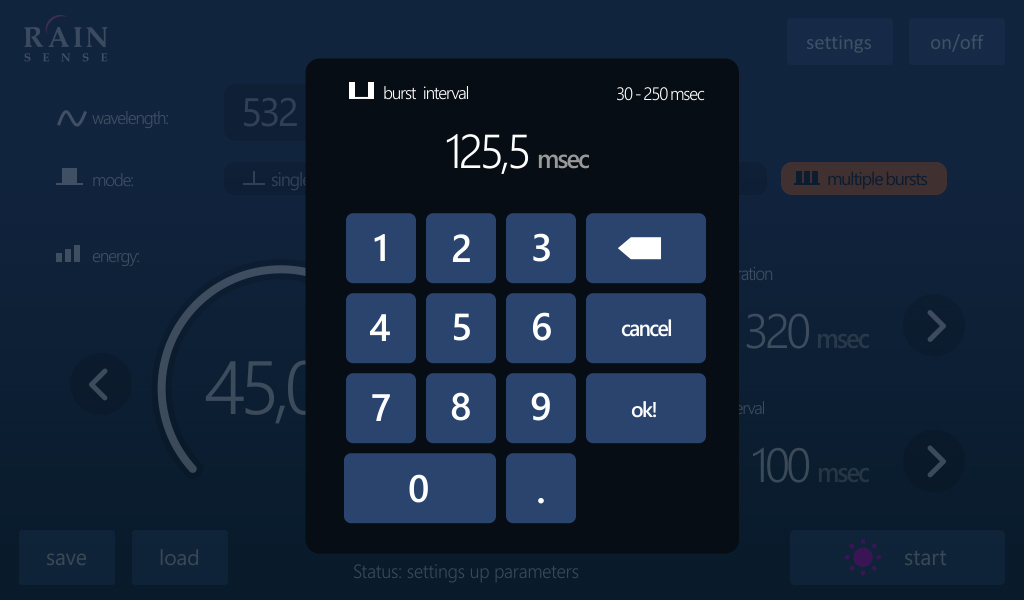 RAIN
SENSE
settings
on/off
burst interval
30 - 250 msec
wavelength:
532
125,5 msec
mode:
single
multiple bursts
1
2
3
energy:
ration
4
5
6
cancel
320 msec
45,0
7
8
9
ok!
erval
100 msec
0
.
save
load
Status: settings up parameters
start